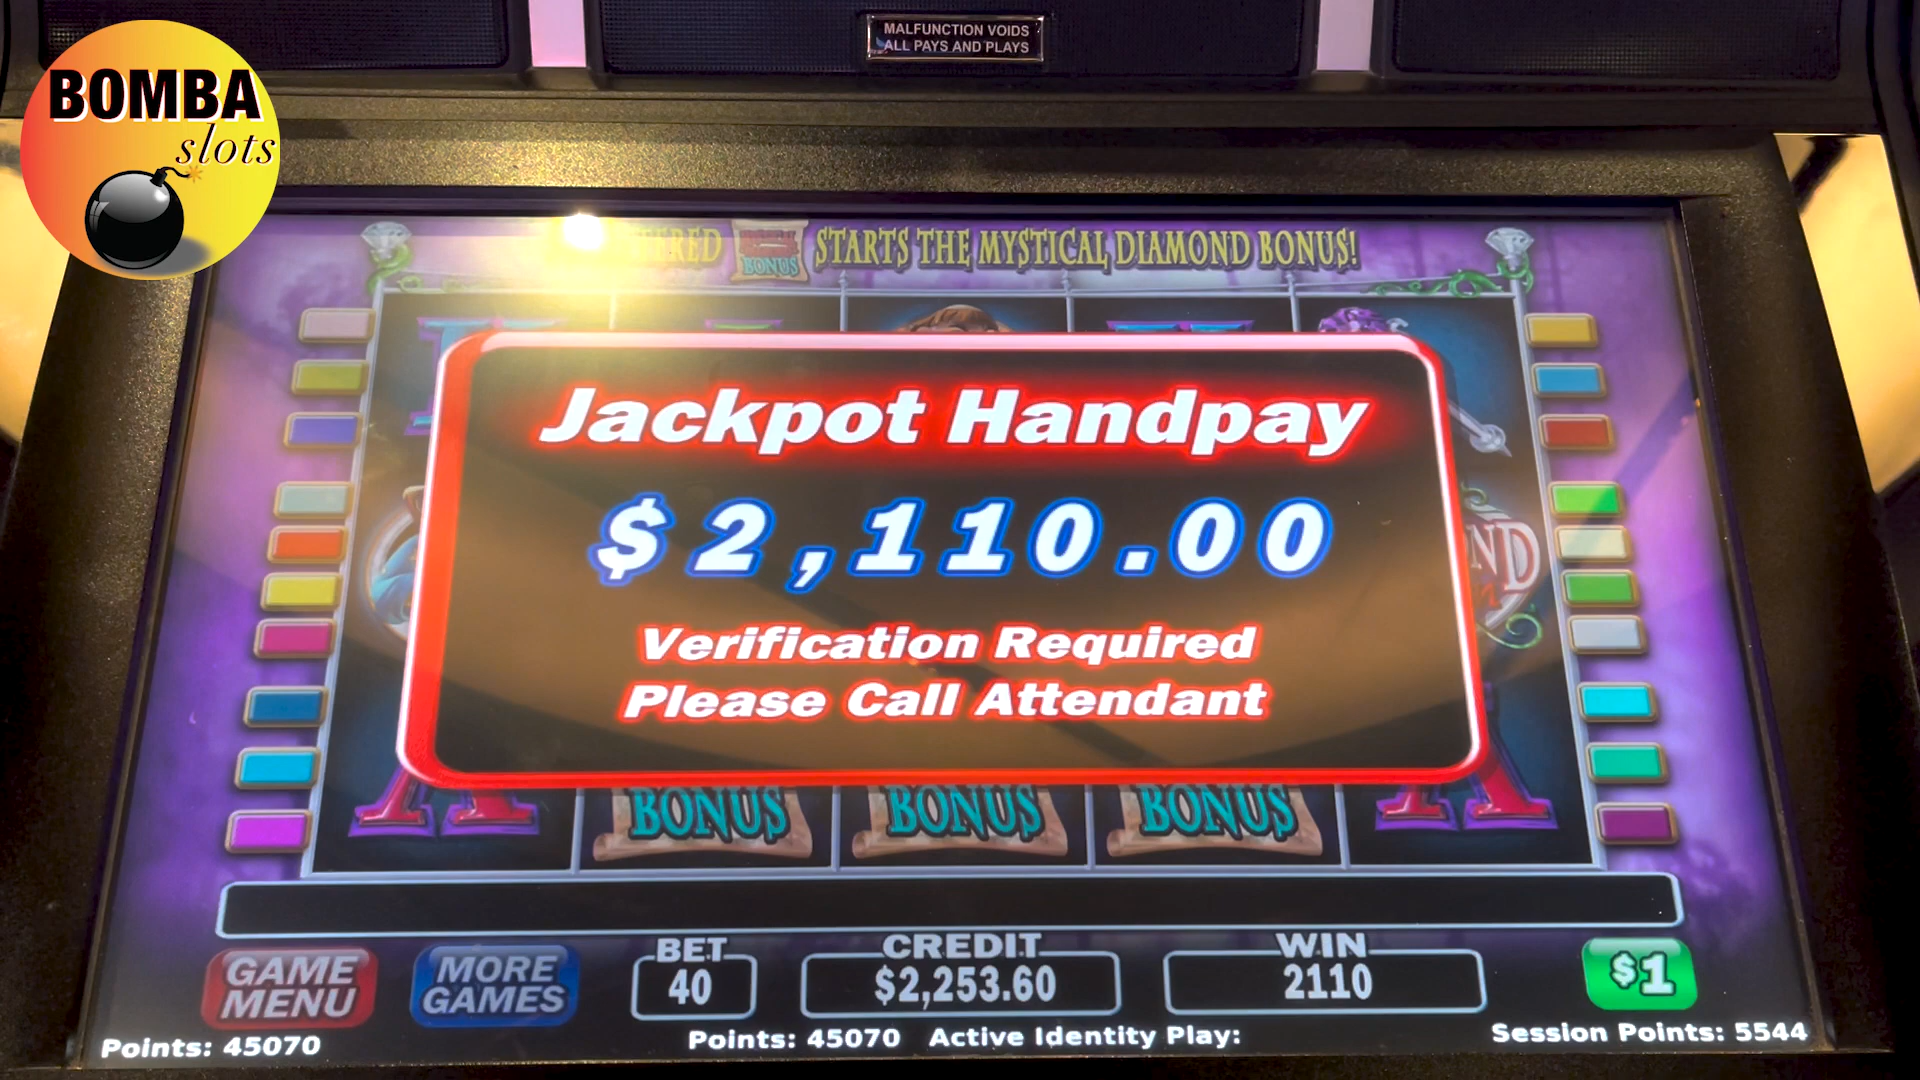 MALFUNCTION VOIDS
ALL PAYS AND PLAYS
BOMBA
slots
STARTS THE MYSTICAL DIAMOND BONUS!
BONUS
Jackpot Handpay
$2,110.00
Verification Required
Please Call Attendant
BONUS BONUS BONUS
GAME MENU
MORE GAMES
BET
40
CREDIT
$2,253.60
WIN
2110
$1
Points: 45070
Points: 45070 Active Identity Play:
Session Points: 5544